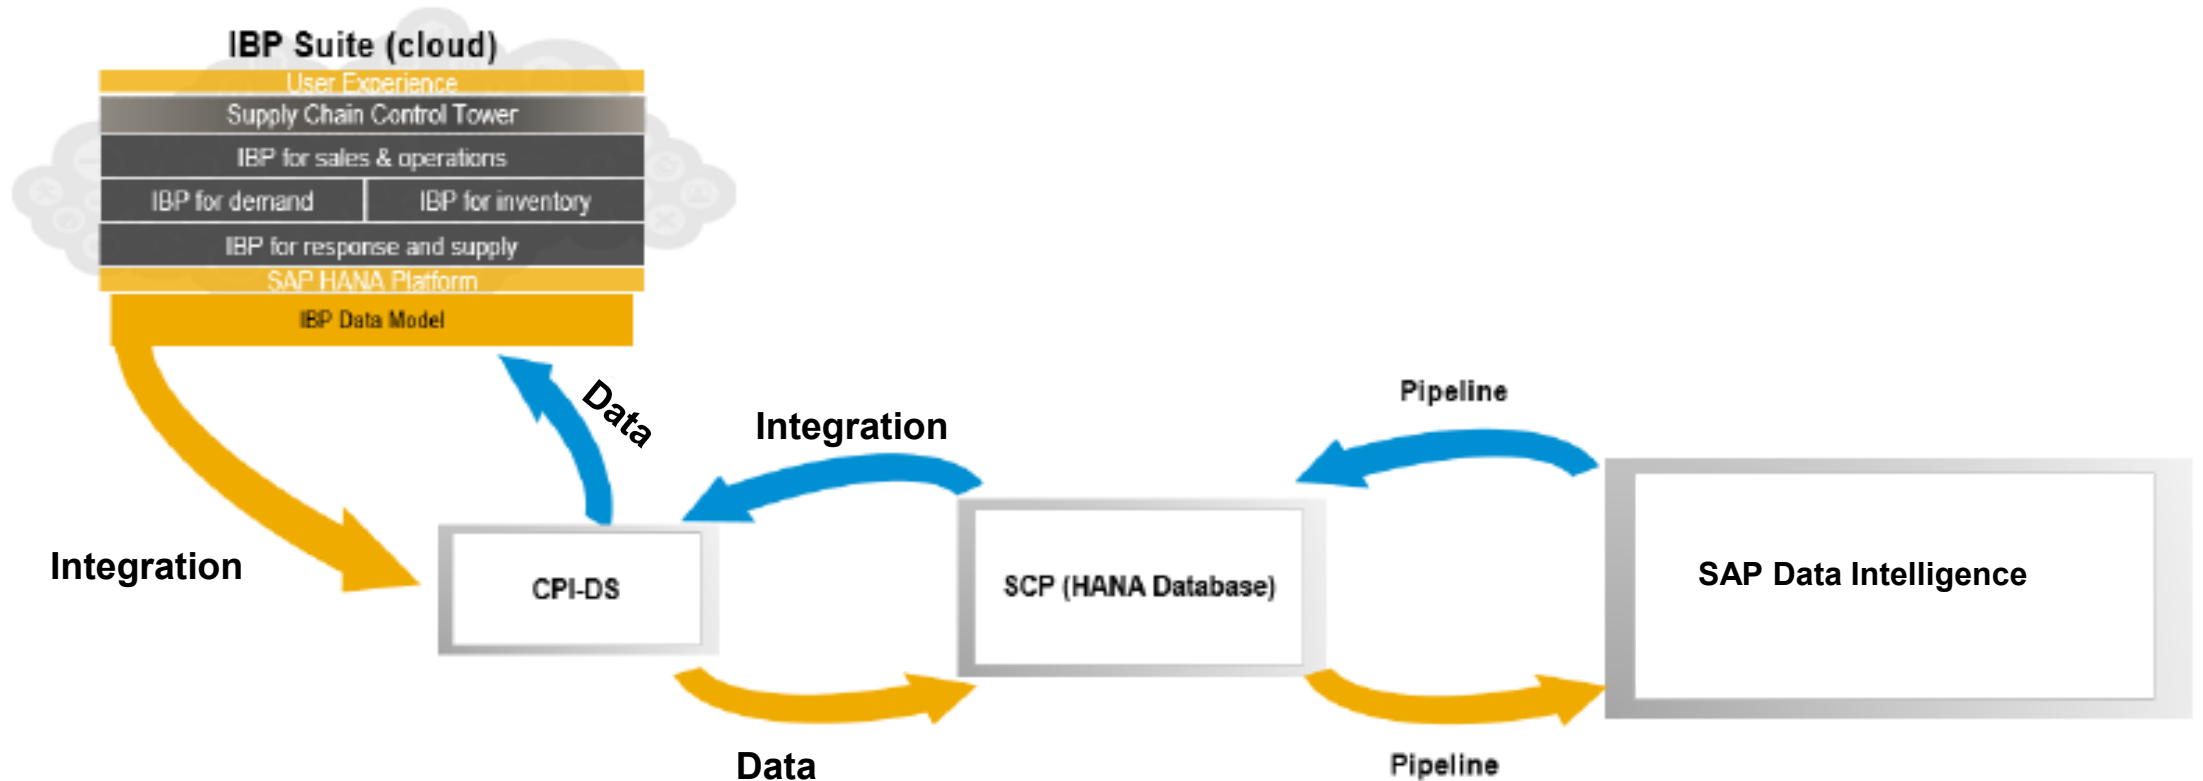 IBP Suite (cloud)
User Experience
Supply Chain Control Tower
IBP for sales & operations
IBP for demand
IBP for inventory
IBP for response and supply
SAP HANA Platform
IBP Data Model
Data
Integration
Pipeline
Integration
CPI-DS
SCP (HANA Database)
SAP Data Intelligence
Data
Pipeline